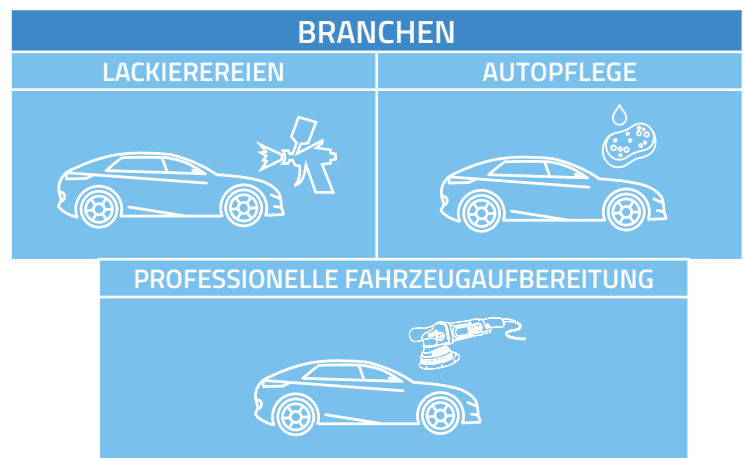 BRANCHEN
LACKIEREREIEN
AUTOPFLEGE
PROFESSIONELLE FAHRZEUGAUFBEREITUNG